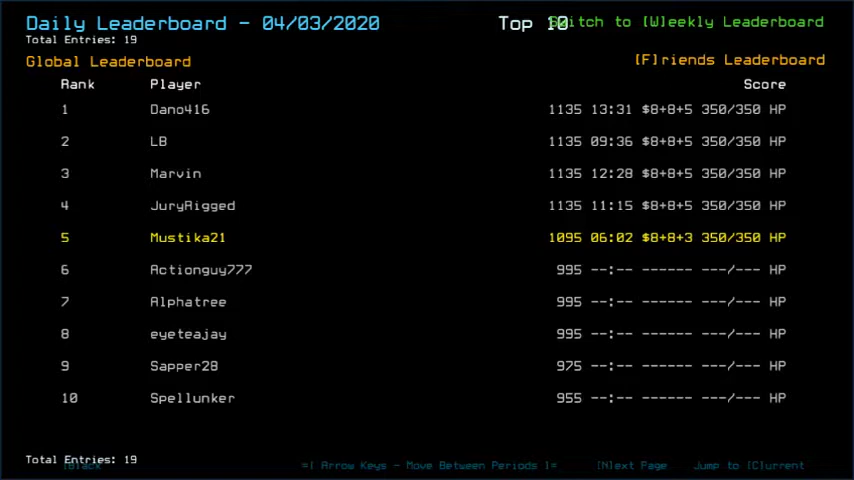 Daily Leaderboard - 04/03/2020 Top 10 Switch to [W]eekly Leaderboard
Total Entries: 19
Global Leaderboard [F]riends Leaderboard
Rank Player Score
1 Dano416 1135 13:31 $8+8+5 350/350 HP
2 LB 1135 09:36 $8+8+5 350/350 HP
3 Marvin 1135 12:28 $8+8+5 350/350 HP
4 JuryRigged 1135 11:15 $8+8+5 350/350 HP
5 Mustika21 1095 06:02 $8+8+3 350/350 HP
6 Actionguy777 995 --:-- ------ ---/--- HP
7 Alphatree 995 --:-- ------ ---/--- HP
8 eyeteajay 995 --:-- ------ ---/--- HP
9 Sapper28 975 --:-- ------ ---/--- HP
10 Spellunker 955 --:-- ------ ---/--- HP
Total Entries: 19
[B]ack =[ Arrow Keys - Move Between Periods ]= [N]ext Page Jump to [C]urrent